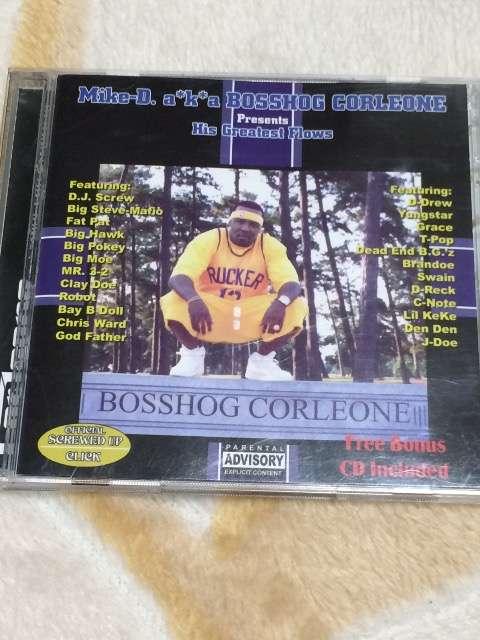 Mike-D. a*k*a BOSSHOG CORLEONE
Presents
His Greatest Flows
Featuring:
D.J. Screw
Big Steve-Mafio
Fat Pat
Big Hawk
Big Pokey
Big Moe
MR. 3-2
Clay Doe
Robot
Bay B Doll
Chris Ward
God Father
Featuring:
D-Drew
Yungstar
Grace
T-Pop
Dead End B.G.'z
Brandoe
Swain
D-Reck
C-Note
Lil KeKe
Den Den
J-Doe
RUCKER
BOSSHOG CORLEONE
OFFICIAL
SCREWED UP
CLICK
PARENTAL
ADVISORY
EXPLICIT CONTENT
Free Bonus
CD Included